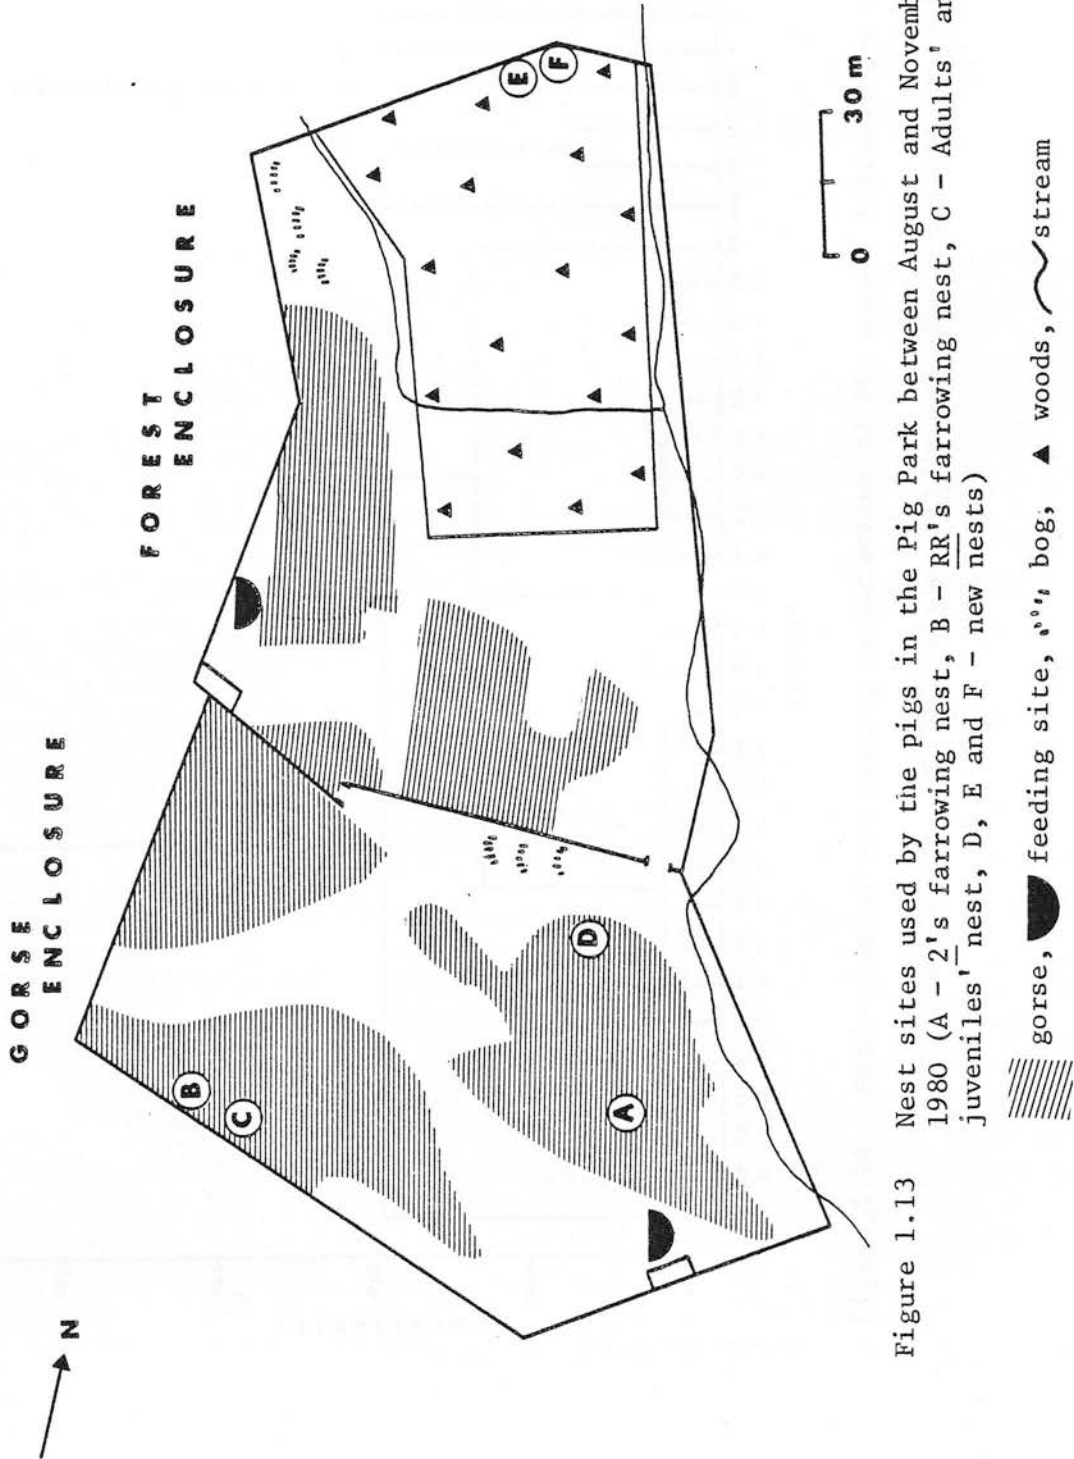 GORSE
ENCLOSURE
FOREST
ENCLOSURE
N
B
C
A
D
E
F
0 30 m
Figure 1.13 Nest sites used by the pigs in the Pig Park between August and Novemb
1980 (A - 2's farrowing nest, B - RR's farrowing nest, C - Adults' an
juveniles' nest, D, E and F - new nests)
gorse, feeding site, bog, woods, stream